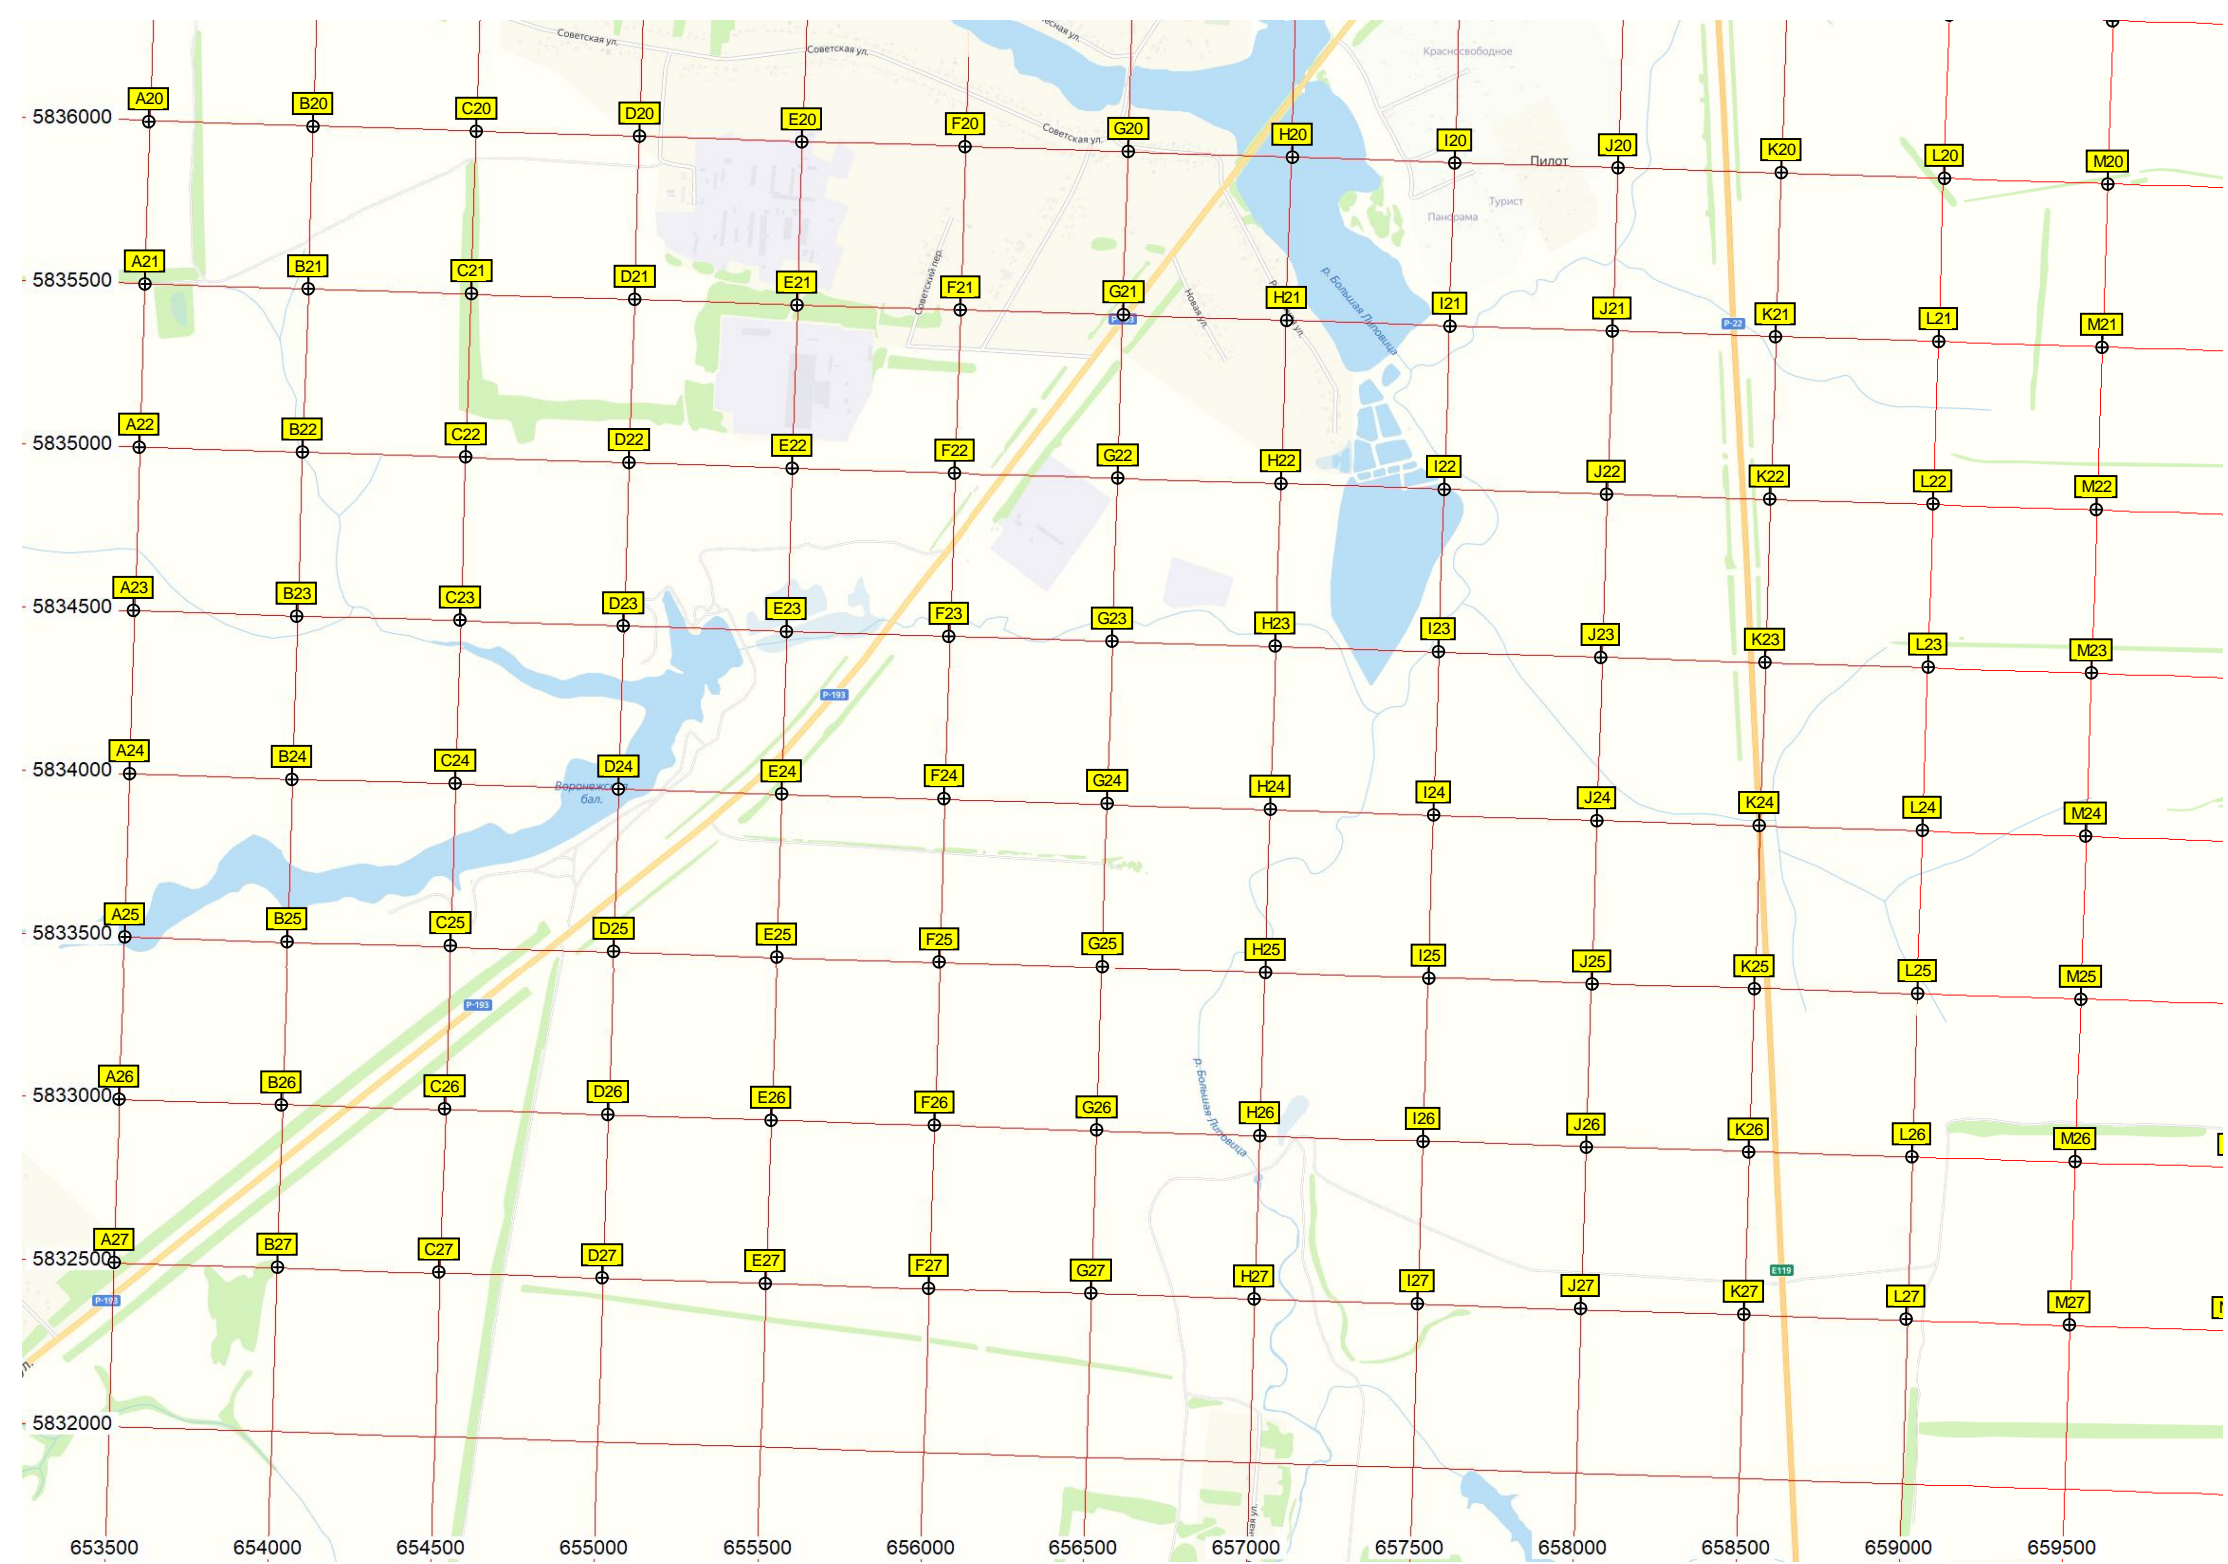 Советская ул.
Советская ул.
Красносвободное
5836000
A20
B20
C20
D20
E20
F20
Советская ул.
G20
H20
I20
Пилот
J20
K20
L20
M20
Турист
Панорама
5835500
A21
B21
C21
D21
E21
Советский пер.
F21
G21
Новая ул.
H21
р. Большая Липовица
I21
J21
Р-22
K21
L21
M21
5835000
A22
B22
C22
D22
E22
F22
G22
H22
I22
J22
K22
L22
M22
5834500
A23
B23
C23
D23
E23
F23
G23
H23
I23
J23
K23
L23
M23
Р-193
5834000
A24
B24
C24
D24
E24
F24
G24
H24
I24
J24
K24
L24
M24
бал.
5833500
A25
B25
C25
D25
E25
F25
G25
H25
I25
J25
K25
L25
M25
Р-193
5833000
A26
B26
C26
D26
E26
F26
G26
р. Большая Липовица
H26
I26
J26
K26
L26
M26
5832500
A27
B27
C27
D27
E27
F27
G27
H27
I27
J27
K27
E119
L27
M27
Р-193
5832000
653500
654000
654500
655000
655500
656000
656500
657000
657500
658000
658500
659000
659500